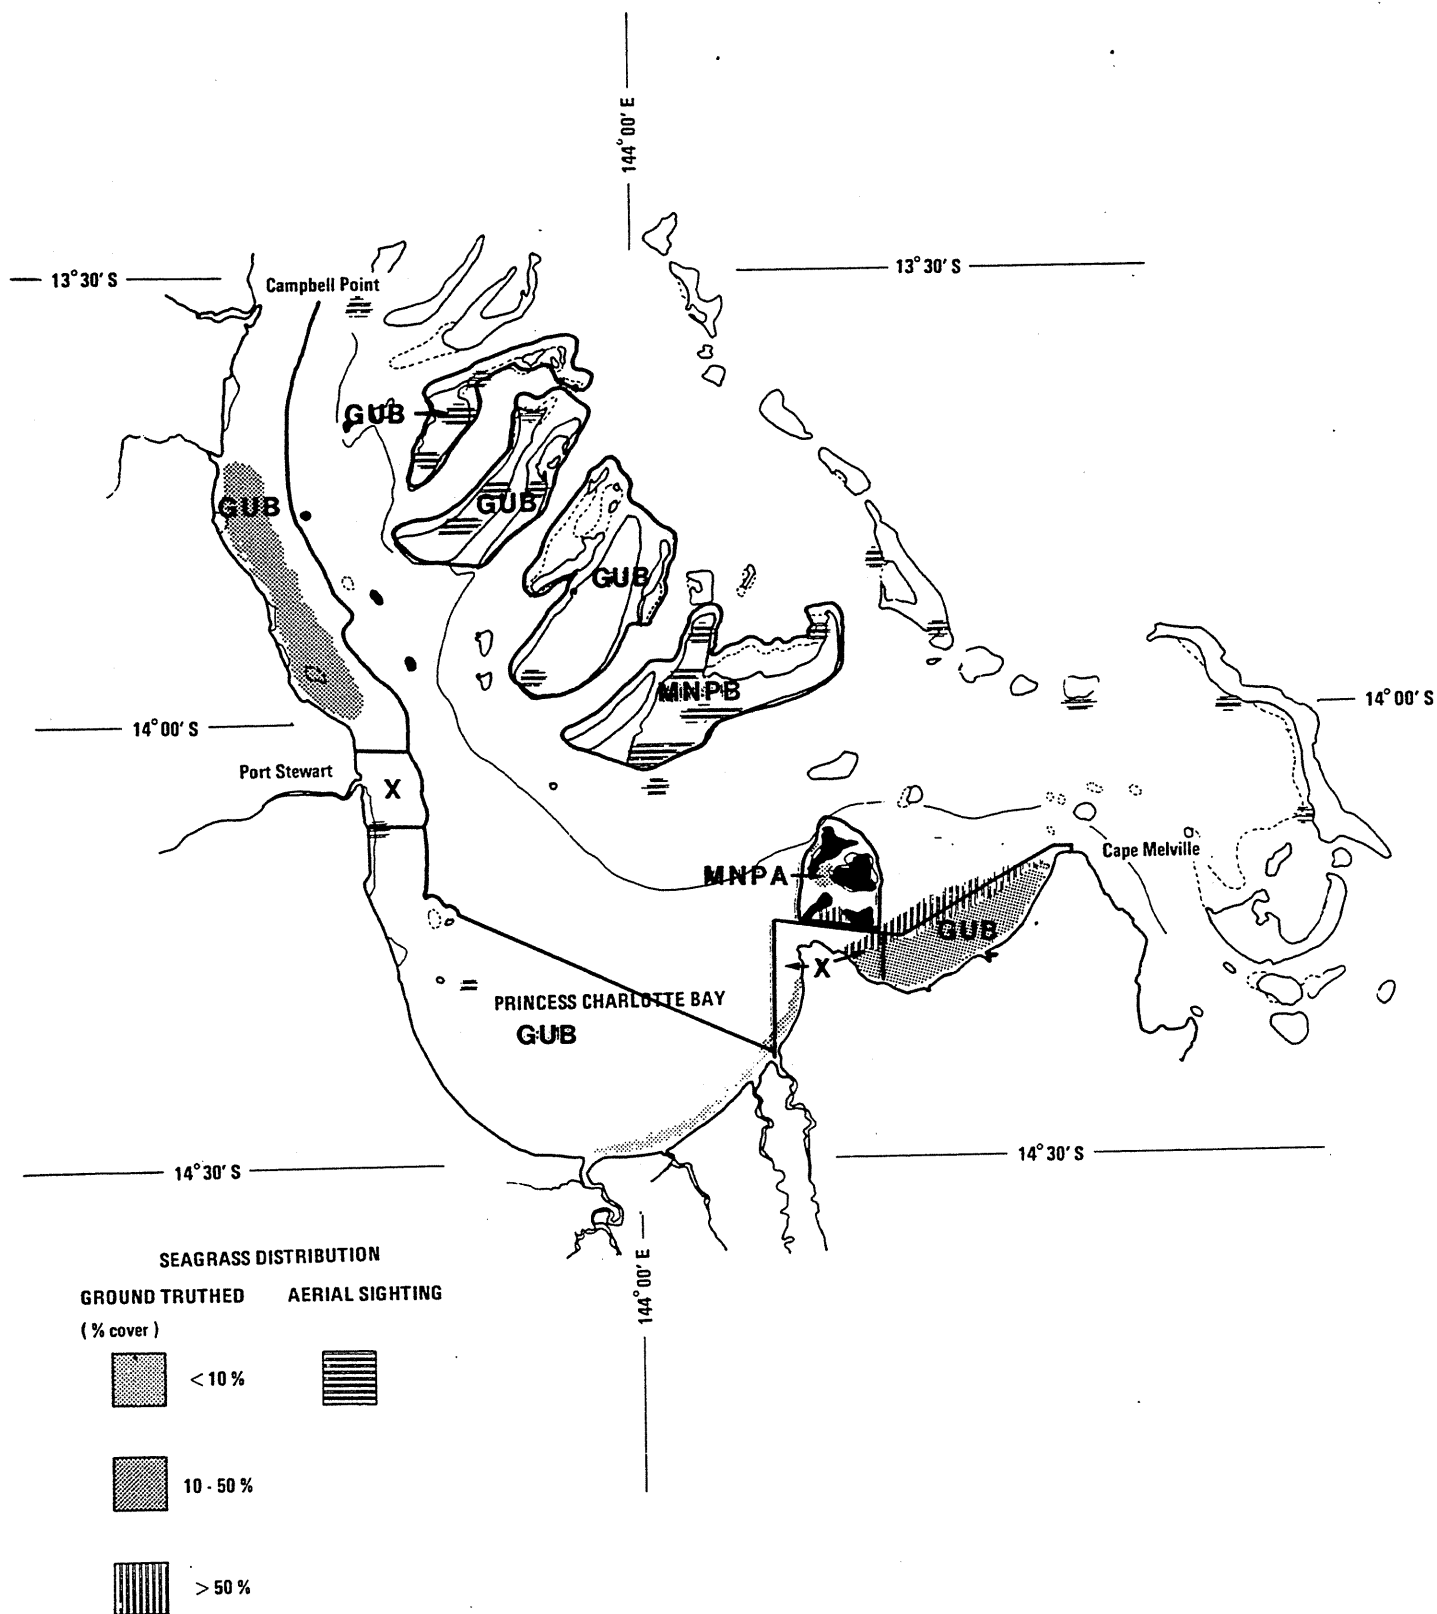 144°00' E
13°30' S
Campbell Point
13°30' S
GUB
GUB
GUB
GUB
MNPB
14°00' S
14°00' S
Port Stewart
X
Cape Melville
MNPA
GUB
X
PRINCESS CHARLOTTE BAY
GUB
14°30' S
14°30' S
144°00' E
SEAGRASS DISTRIBUTION
GROUND TRUTHED
AERIAL SIGHTING
( % cover )
< 10 %
10 - 50 %
> 50 %